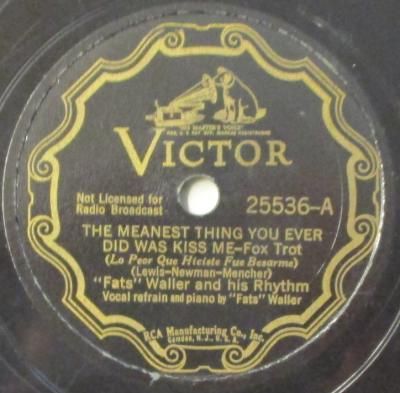 "HIS MASTER'S VOICE"
VICTOR
Not Licensed for
Radio Broadcast
25536-A
THE MEANEST THING YOU EVER
DID WAS KISS ME-Fox Trot
(Lo Peor Que Hiciste Fue Besarme)
(Lewis-Newman-Mencher)
"Fats" Waller and his Rhythm
Vocal refrain and piano by "Fats" Waller
RCA Manufacturing Co., Inc.
Camden, N.J., U.S.A.